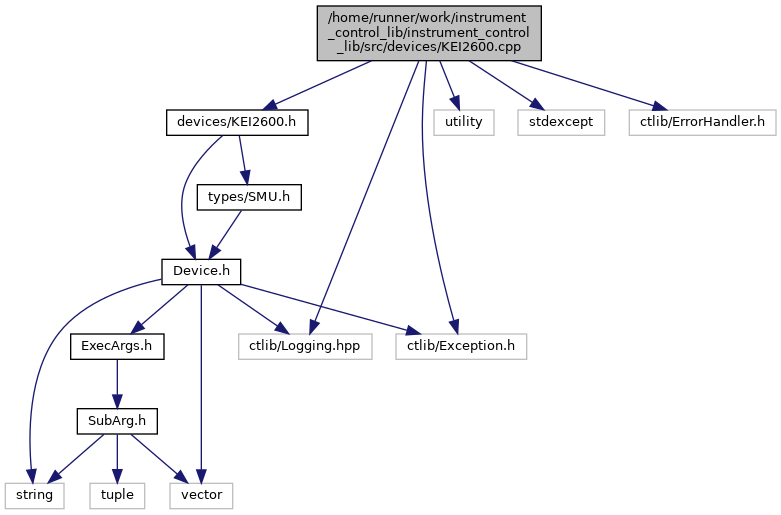 /home/runner/work/instrument
_control_lib/instrument_control
_lib/src/devices/KEI2600.cpp
devices/KEI2600.h
utility
stdexcept
ctlib/ErrorHandler.h
types/SMU.h
Device.h
ExecArgs.h
ctlib/Logging.hpp
ctlib/Exception.h
SubArg.h
string
tuple
vector